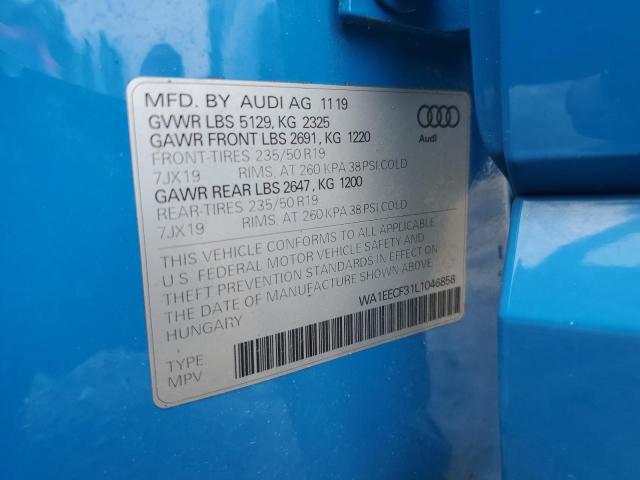 MFD. BY AUDI AG 11 19
GVWR LBS 5129, KG 2325
GAWR FRONT LBS 2691, KG 1220
FRONT-TIRES 235/50 R19
7JX19 RIMS, AT 260 KPA 38 PSI COLD
GAWR REAR LBS 2647, KG 1200
REAR-TIRES 235/50 R19
7JX19 RIMS, AT 260 KPA 38 PSI COLD
Audi
THIS VEHICLE CONFORMS TO ALL APPLICABLE
U.S. FEDERAL MOTOR VEHICLE SAFETY AND
THEFT PREVENTION STANDARDS IN EFFECT ON
THE DATE OF MANUFACTURE SHOWN ABOVE.
HUNGARY
WA1EECF31L1046858
TYPE
MPV